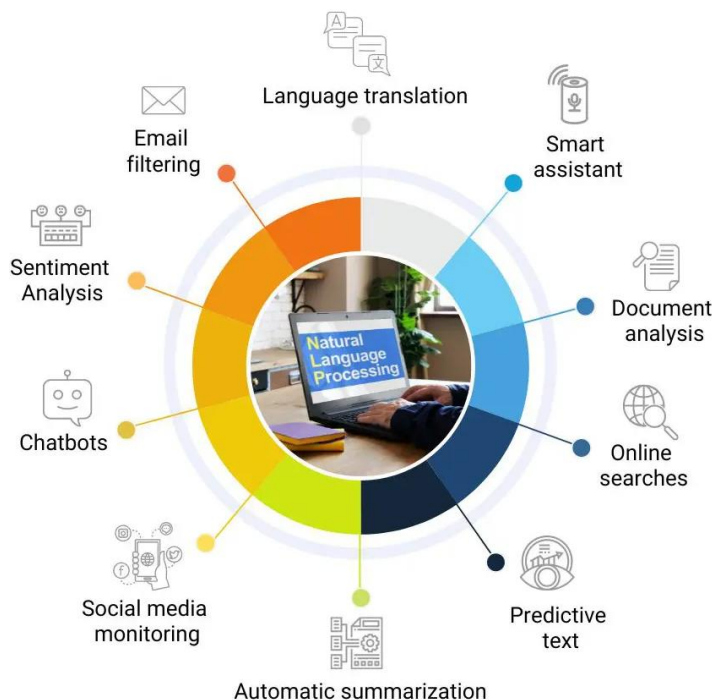 Language translation
Smart
assistant
Document
analysis
Online
searches
Predictive
text
Automatic summarization
Social media
monitoring
Chatbots
Sentiment
Analysis
Email
filtering
Natural
Language
Processing
A
文